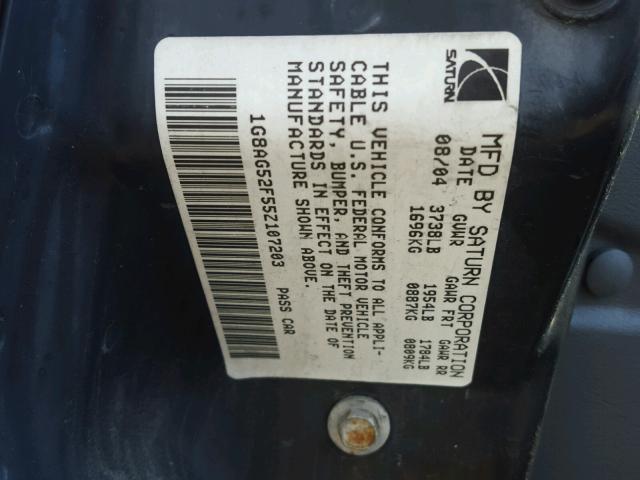 SATURN
MFD BY SATURN CORPORATION
DATE GVWR GAWR FRT GAWR RR
08/04 3738LB 1954LB 1784LB
1696KG 0887KG 0809KG
THIS VEHICLE CONFORMS TO ALL APPLI-
CABLE U.S. FEDERAL MOTOR VEHICLE
SAFETY, BUMPER, AND THEFT PREVENTION
STANDARDS IN EFFECT ON THE DATE OF
MANUFACTURE SHOWN ABOVE.
1G8AG52F55Z107203 PASS CAR